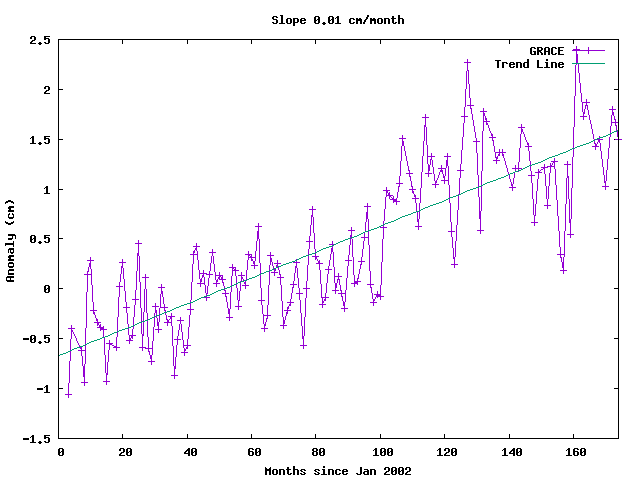 Slope 0.01 cm/month
GRACE
Trend Line
2.5
2
1.5
1
0.5
0
-0.5
-1
-1.5
Anomaly (cm)
0 20 40 60 80 100 120 140 160
Months since Jan 2002